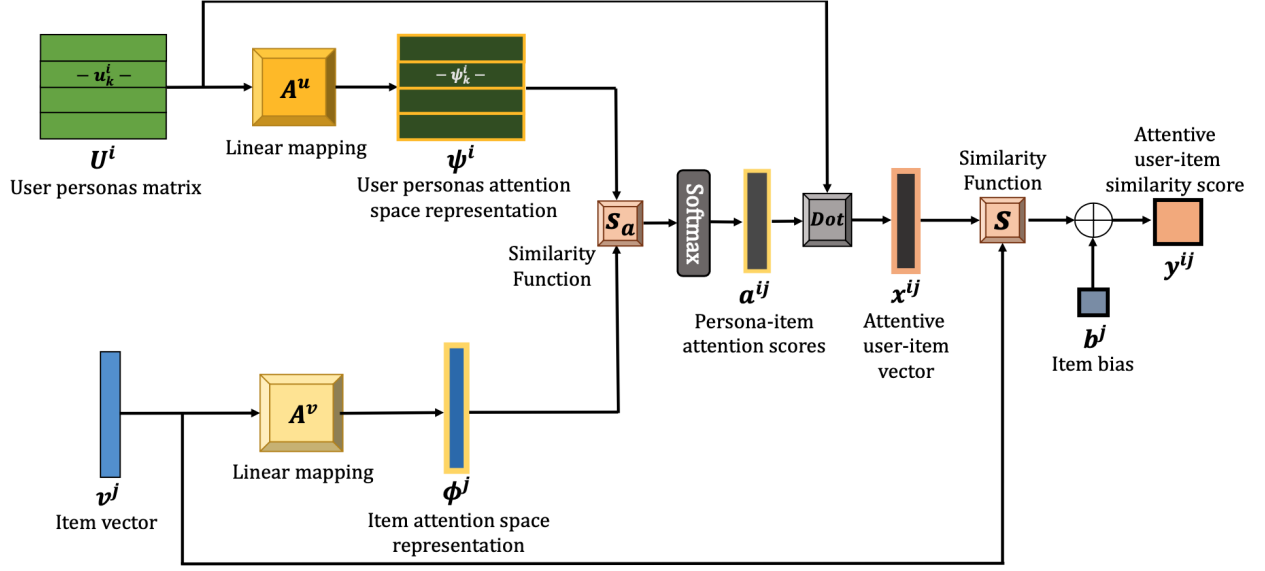 - u_k^i -
A^u
- ψ_k^i -
U^i
User personas matrix
Linear mapping
ψ^i
User personas attention
space representation
s_a
Similarity
Function
Softmax
a^ij
Persona-item
attention scores
Dot
x^ij
Attentive
user-item
vector
Similarity
Function
s
Attentive
user-item
similarity score
y^ij
b^j
Item bias
v^j
Item vector
A^v
Linear mapping
ϕ^j
Item attention space
representation